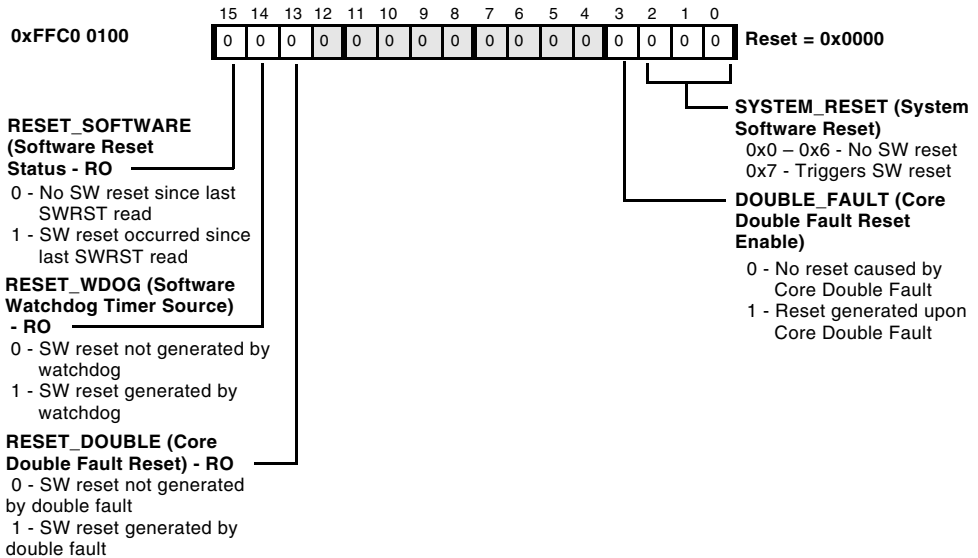 15 14 13 12 11 10 9 8 7 6 5 4 3 2 1 0
0xFFC0 0100
0 0 0 0 0 0 0 0 0 0 0 0 0 0 0 0
Reset = 0x0000
RESET_SOFTWARE
(Software Reset
Status - RO
0 - No SW reset since last
SWRST read
1 - SW reset occurred since
last SWRST read
RESET_WDOG (Software
Watchdog Timer Source)
- RO
0 - SW reset not generated by
watchdog
1 - SW reset generated by
watchdog
RESET_DOUBLE (Core
Double Fault Reset) - RO
0 - SW reset not generated
by double fault
1 - SW reset generated by
double fault
SYSTEM_RESET (System
Software Reset)
0x0 – 0x6 - No SW reset
0x7 - Triggers SW reset
DOUBLE_FAULT (Core
Double Fault Reset
Enable)
0 - No reset caused by
Core Double Fault
1 - Reset generated upon
Core Double Fault